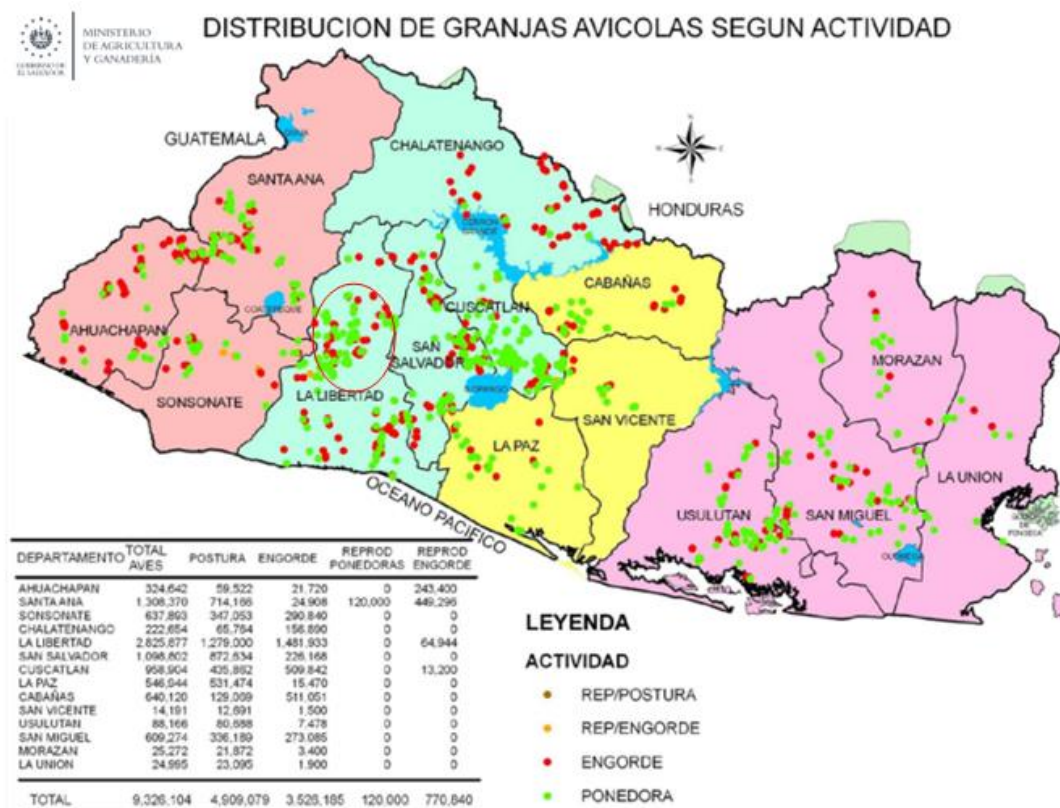 GOBIERNO DE
EL SALVADOR
MINISTERIO
DE AGRICULTURA
Y GANADERÍA
DISTRIBUCION DE GRANJAS AVICOLAS SEGUN ACTIVIDAD
GUATEMALA
CHALATENANGO
SANTA ANA
HONDURAS
CABAÑAS
CUSCATLAN
AHUACHAPAN
SAN
SALVADOR
MORAZAN
SONSONATE
LA LIBERTAD
SAN VICENTE
LA PAZ
LA UNION
USULUTAN
SAN MIGUEL
OCEANO PACIFICO
DEPARTAMENTO TOTAL AVES POSTURA ENGORDE REPROD PONEDORAS REPROD ENGORDE
AHUACHAPAN 324,642 59,522 21.720 0 243,400
SANTA ANA 1,308,370 714,166 24,908 120,000 449,296
SONSONATE 637,893 347,053 290,840 0 0
CHALATENANGO 222,654 65,764 156,890 0 0
LA LIBERTAD 2,825,877 1,279,000 1,481,933 0 64,944
SAN SALVADOR 1,098,802 872,634 226,168 0 0
CUSCATLAN 958,904 435,862 509,842 0 13,200
LA PAZ 546,944 531,474 15,470 0 0
CABAÑAS 640,120 129,069 511,051 0 0
SAN VICENTE 14,191 12,691 1,500 0 0
USULUTAN 88,166 80,688 7,478 0 0
SAN MIGUEL 609,274 336,189 273,085 0 0
MORAZAN 25,272 21,872 3,400 0 0
LA UNION 24,995 23,095 1,900 0 0
TOTAL 9,326,104 4,909,079 3,526,185 120,000 770,840
LEYENDA
ACTIVIDAD
REP/POSTURA
REP/ENGORDE
ENGORDE
PONEDORA